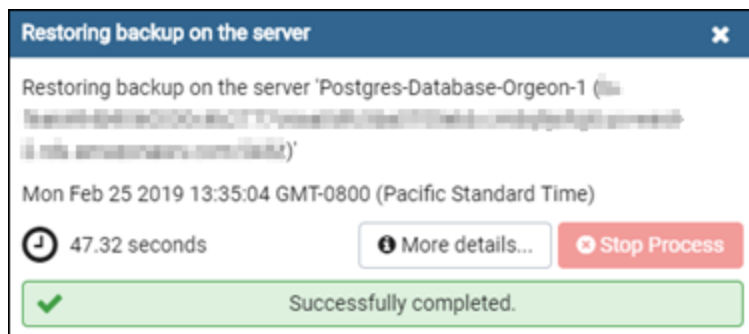 Restoring backup on the server
Restoring backup on the server 'Postgres-Database-Orgeon-1 (
)'
Mon Feb 25 2019 13:35:04 GMT-0800 (Pacific Standard Time)
47.32 seconds
More details...
Stop Process
Successfully completed.